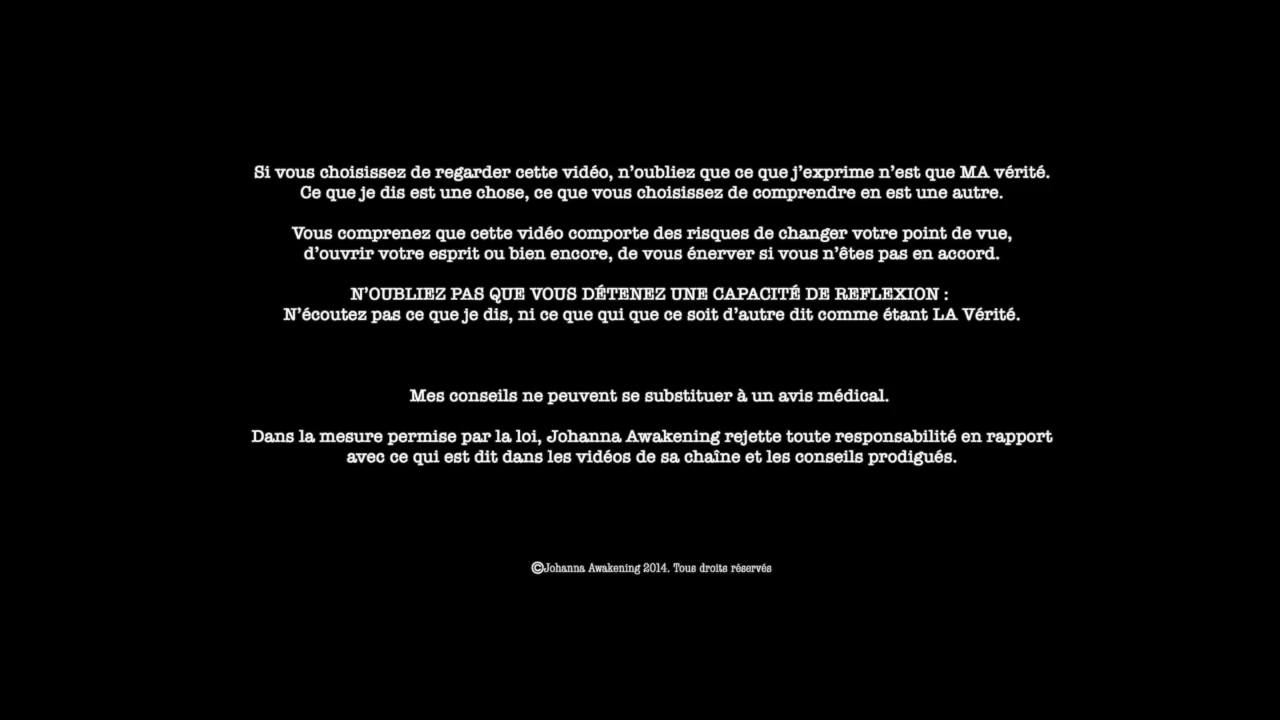 Si vous choisissez de regarder cette vidéo, n'oubliez que ce que j'exprime n'est que MA vérité.
Ce que je dis est une chose, ce que vous choisissez de comprendre en est une autre.
Vous comprenez que cette vidéo comporte des risques de changer votre point de vue,
d'ouvrir votre esprit ou bien encore, de vous énerver si vous n'êtes pas en accord.
N'OUBLIEZ PAS QUE VOUS DÉTENEZ UNE CAPACITÉ DE REFLEXION :
N'écoutez pas ce que je dis, ni ce que qui que ce soit d'autre dit comme étant LA Vérité.
Mes conseils ne peuvent se substituer à un avis médical.
Dans la mesure permise par la loi, Johanna Awakening rejette toute responsabilité en rapport
avec ce qui est dit dans les vidéos de sa chaîne et les conseils prodigués.
©Johanna Awakening 2014. Tous droits réservés